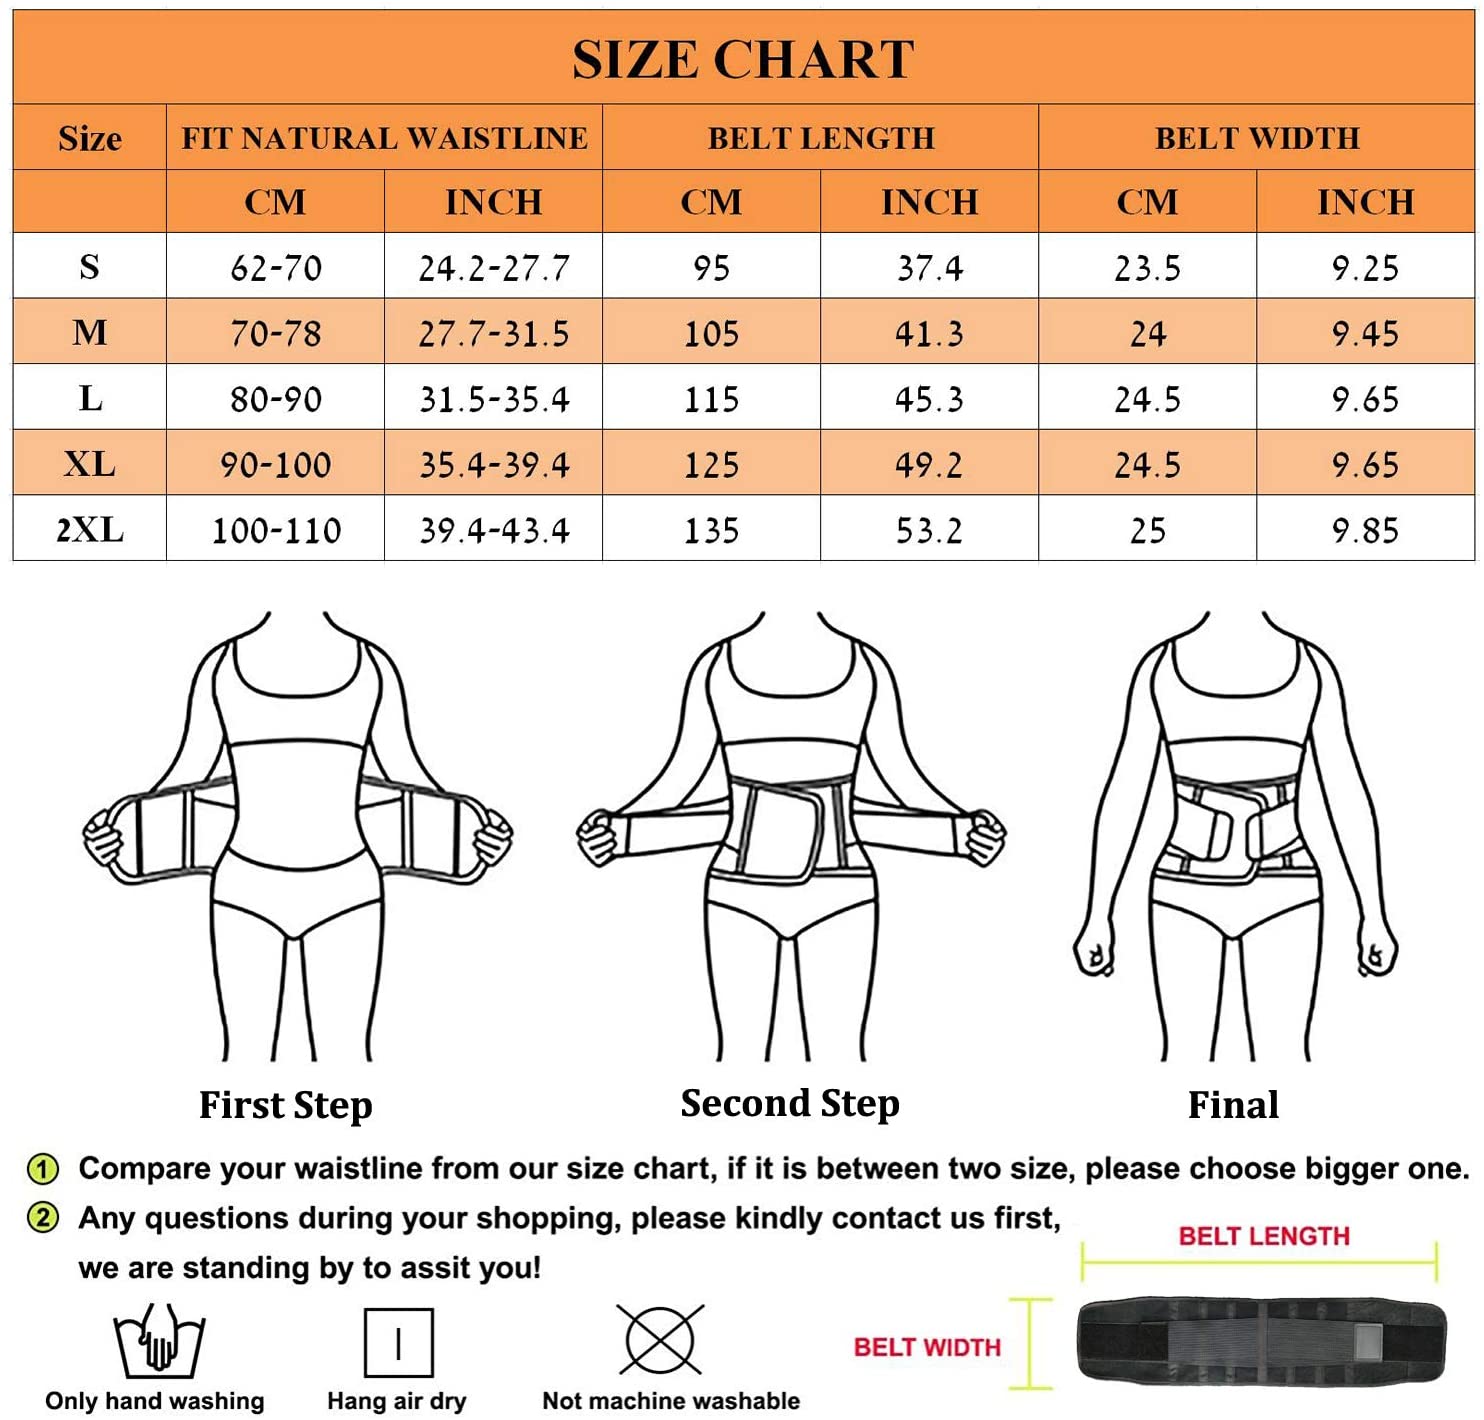 SIZE CHART
Size FIT NATURAL WAISTLINE BELT LENGTH BELT WIDTH
CM INCH CM INCH CM INCH
S 62-70 24.2-27.7 95 37.4 23.5 9.25
M 70-78 27.7-31.5 105 41.3 24 9.45
L 80-90 31.5-35.4 115 45.3 24.5 9.65
XL 90-100 35.4-39.4 125 49.2 24.5 9.65
2XL 100-110 39.4-43.4 135 53.2 25 9.85
First Step Second Step Final
1 Compare your waistline from our size chart, if it is between two size, please choose bigger one.
2 Any questions during your shopping, please kindly contact us first,
we are standing by to assit you!
BELT LENGTH
BELT WIDTH
Only hand washing Hang air dry Not machine washable